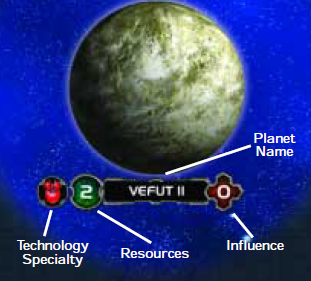 Planet
Name
2 VEFUT II 0
Technology
Specialty
Resources
Influence